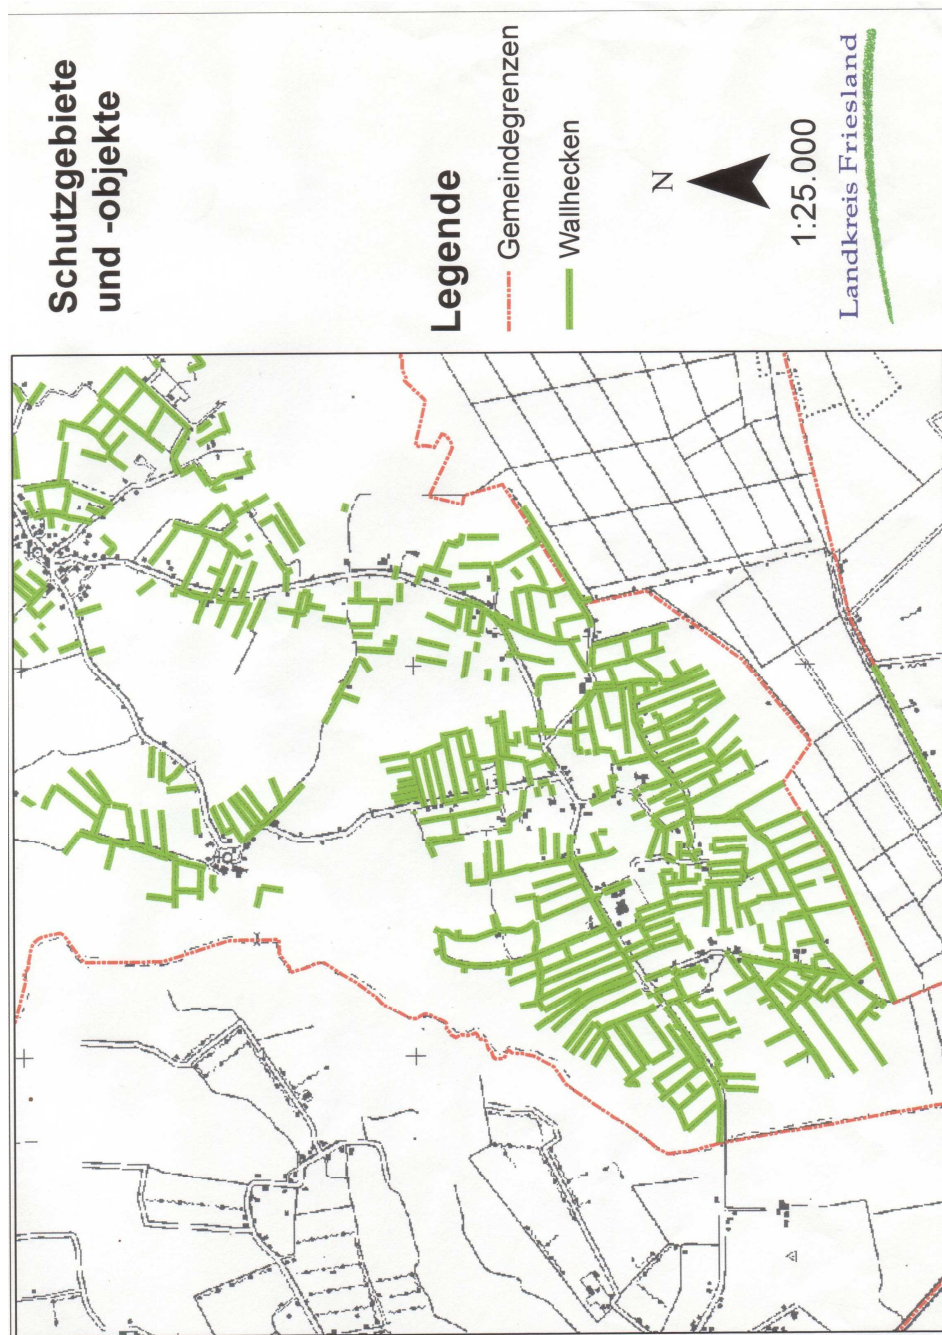 Schutzgebiete
und -objekte
Legende
Gemeindegrenzen
Wallhecken
N
1:25.000
Landkreis Friesland